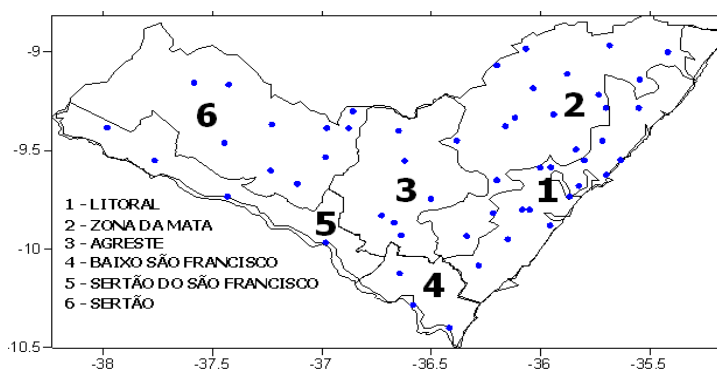 -9
6
2
-9.5
1
3
1 - LITORAL
2 - ZONA DA MATA
5
-10
3 - AGRESTE
4 - BAIXO SÃO FRANCISCO
4
5 - SERTÃO DO SÃO FRANCISCO
6 - SERTÃO
-10.5
-38 -37.5 -37 -36.5 -36 -35.5